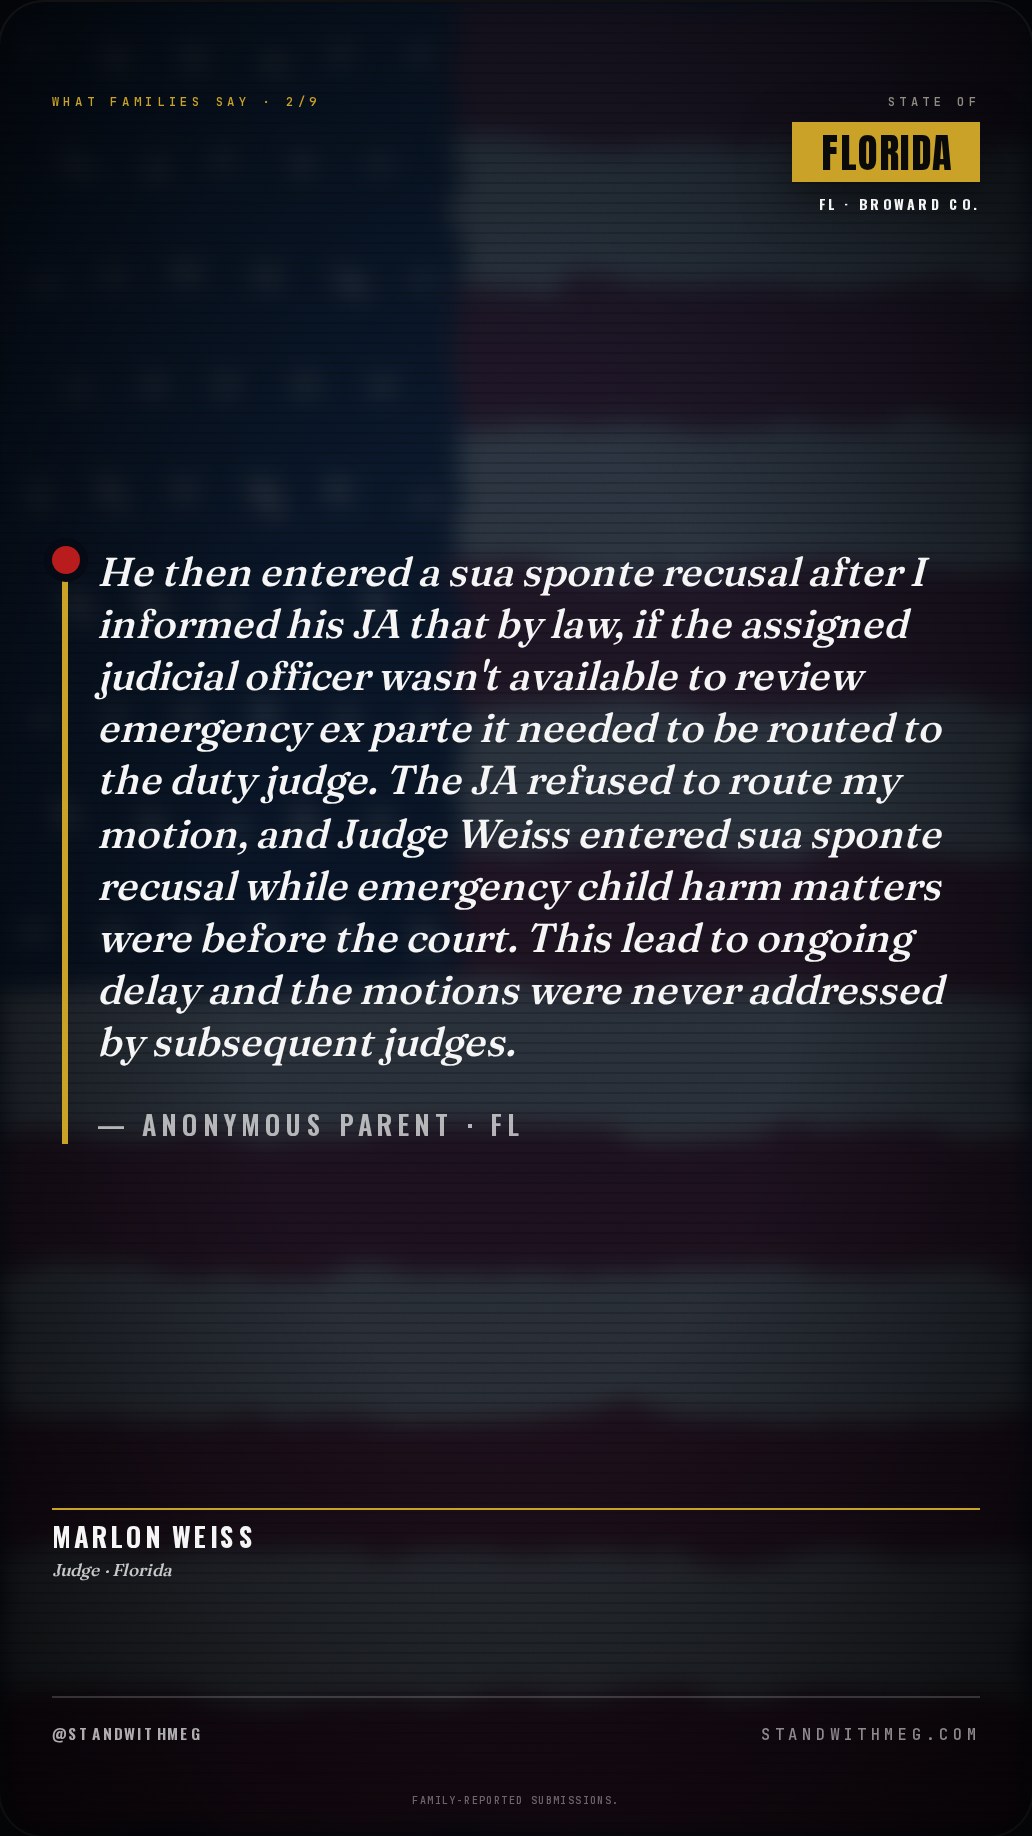 WHAT FAMILIES SAY · 2/9
STATE OF
FLORIDA
FL · BROWARD CO.
He then entered a sua sponte recusal after I
informed his JA that by law, if the assigned
judicial officer wasn't available to review
emergency ex parte it needed to be routed to
the duty judge. The JA refused to route my
motion, and Judge Weiss entered sua sponte
recusal while emergency child harm matters
were before the court. This lead to ongoing
delay and the motions were never addressed
by subsequent judges.
— ANONYMOUS PARENT · FL
MARLON WEISS
Judge · Florida
@STANDWITHMEG
STANDWITHMEG.COM
FAMILY-REPORTED SUBMISSIONS.